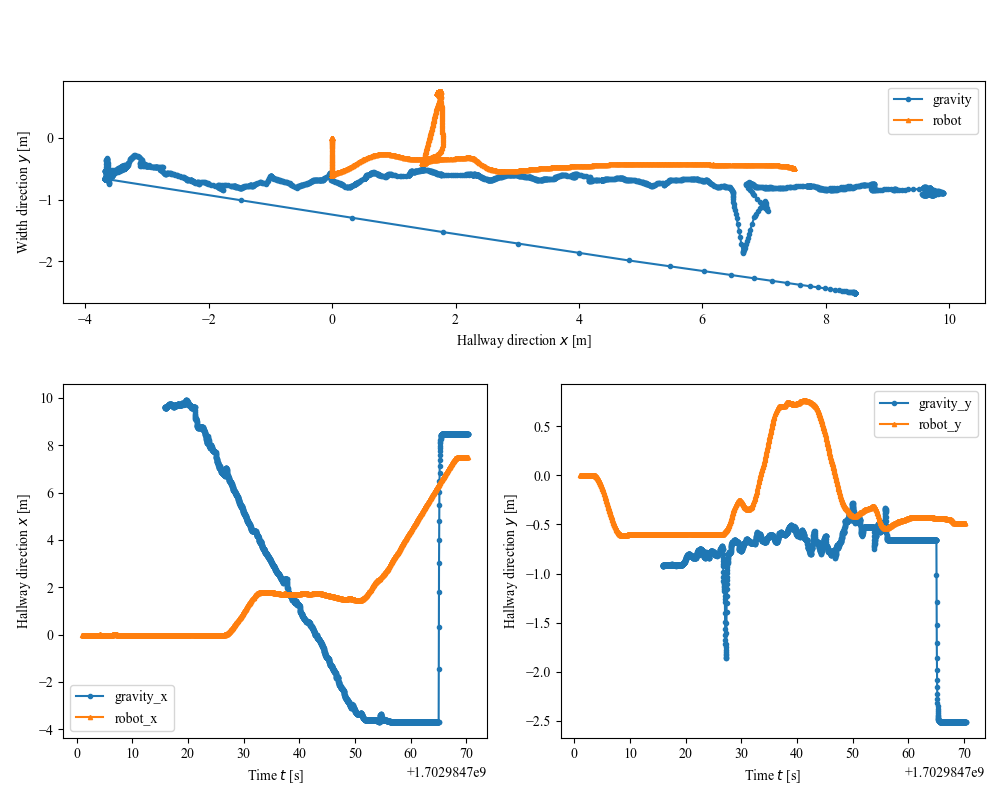 gravity
robot
0
−1
−2
Width direction y [m]
−4 −2 0 2 4 6 8 10
Hallway direction x [m]
10
8
6
4
2
0
−2
−4
Hallway direction x [m]
gravity_x
robot_x
0 10 20 30 40 50 60 70
Time t [s]
+1.7029847e9
gravity_y
robot_y
0.5
0.0
−0.5
−1.0
−1.5
−2.0
−2.5
Hallway direction y [m]
0 10 20 30 40 50 60 70
Time t [s]
+1.7029847e9